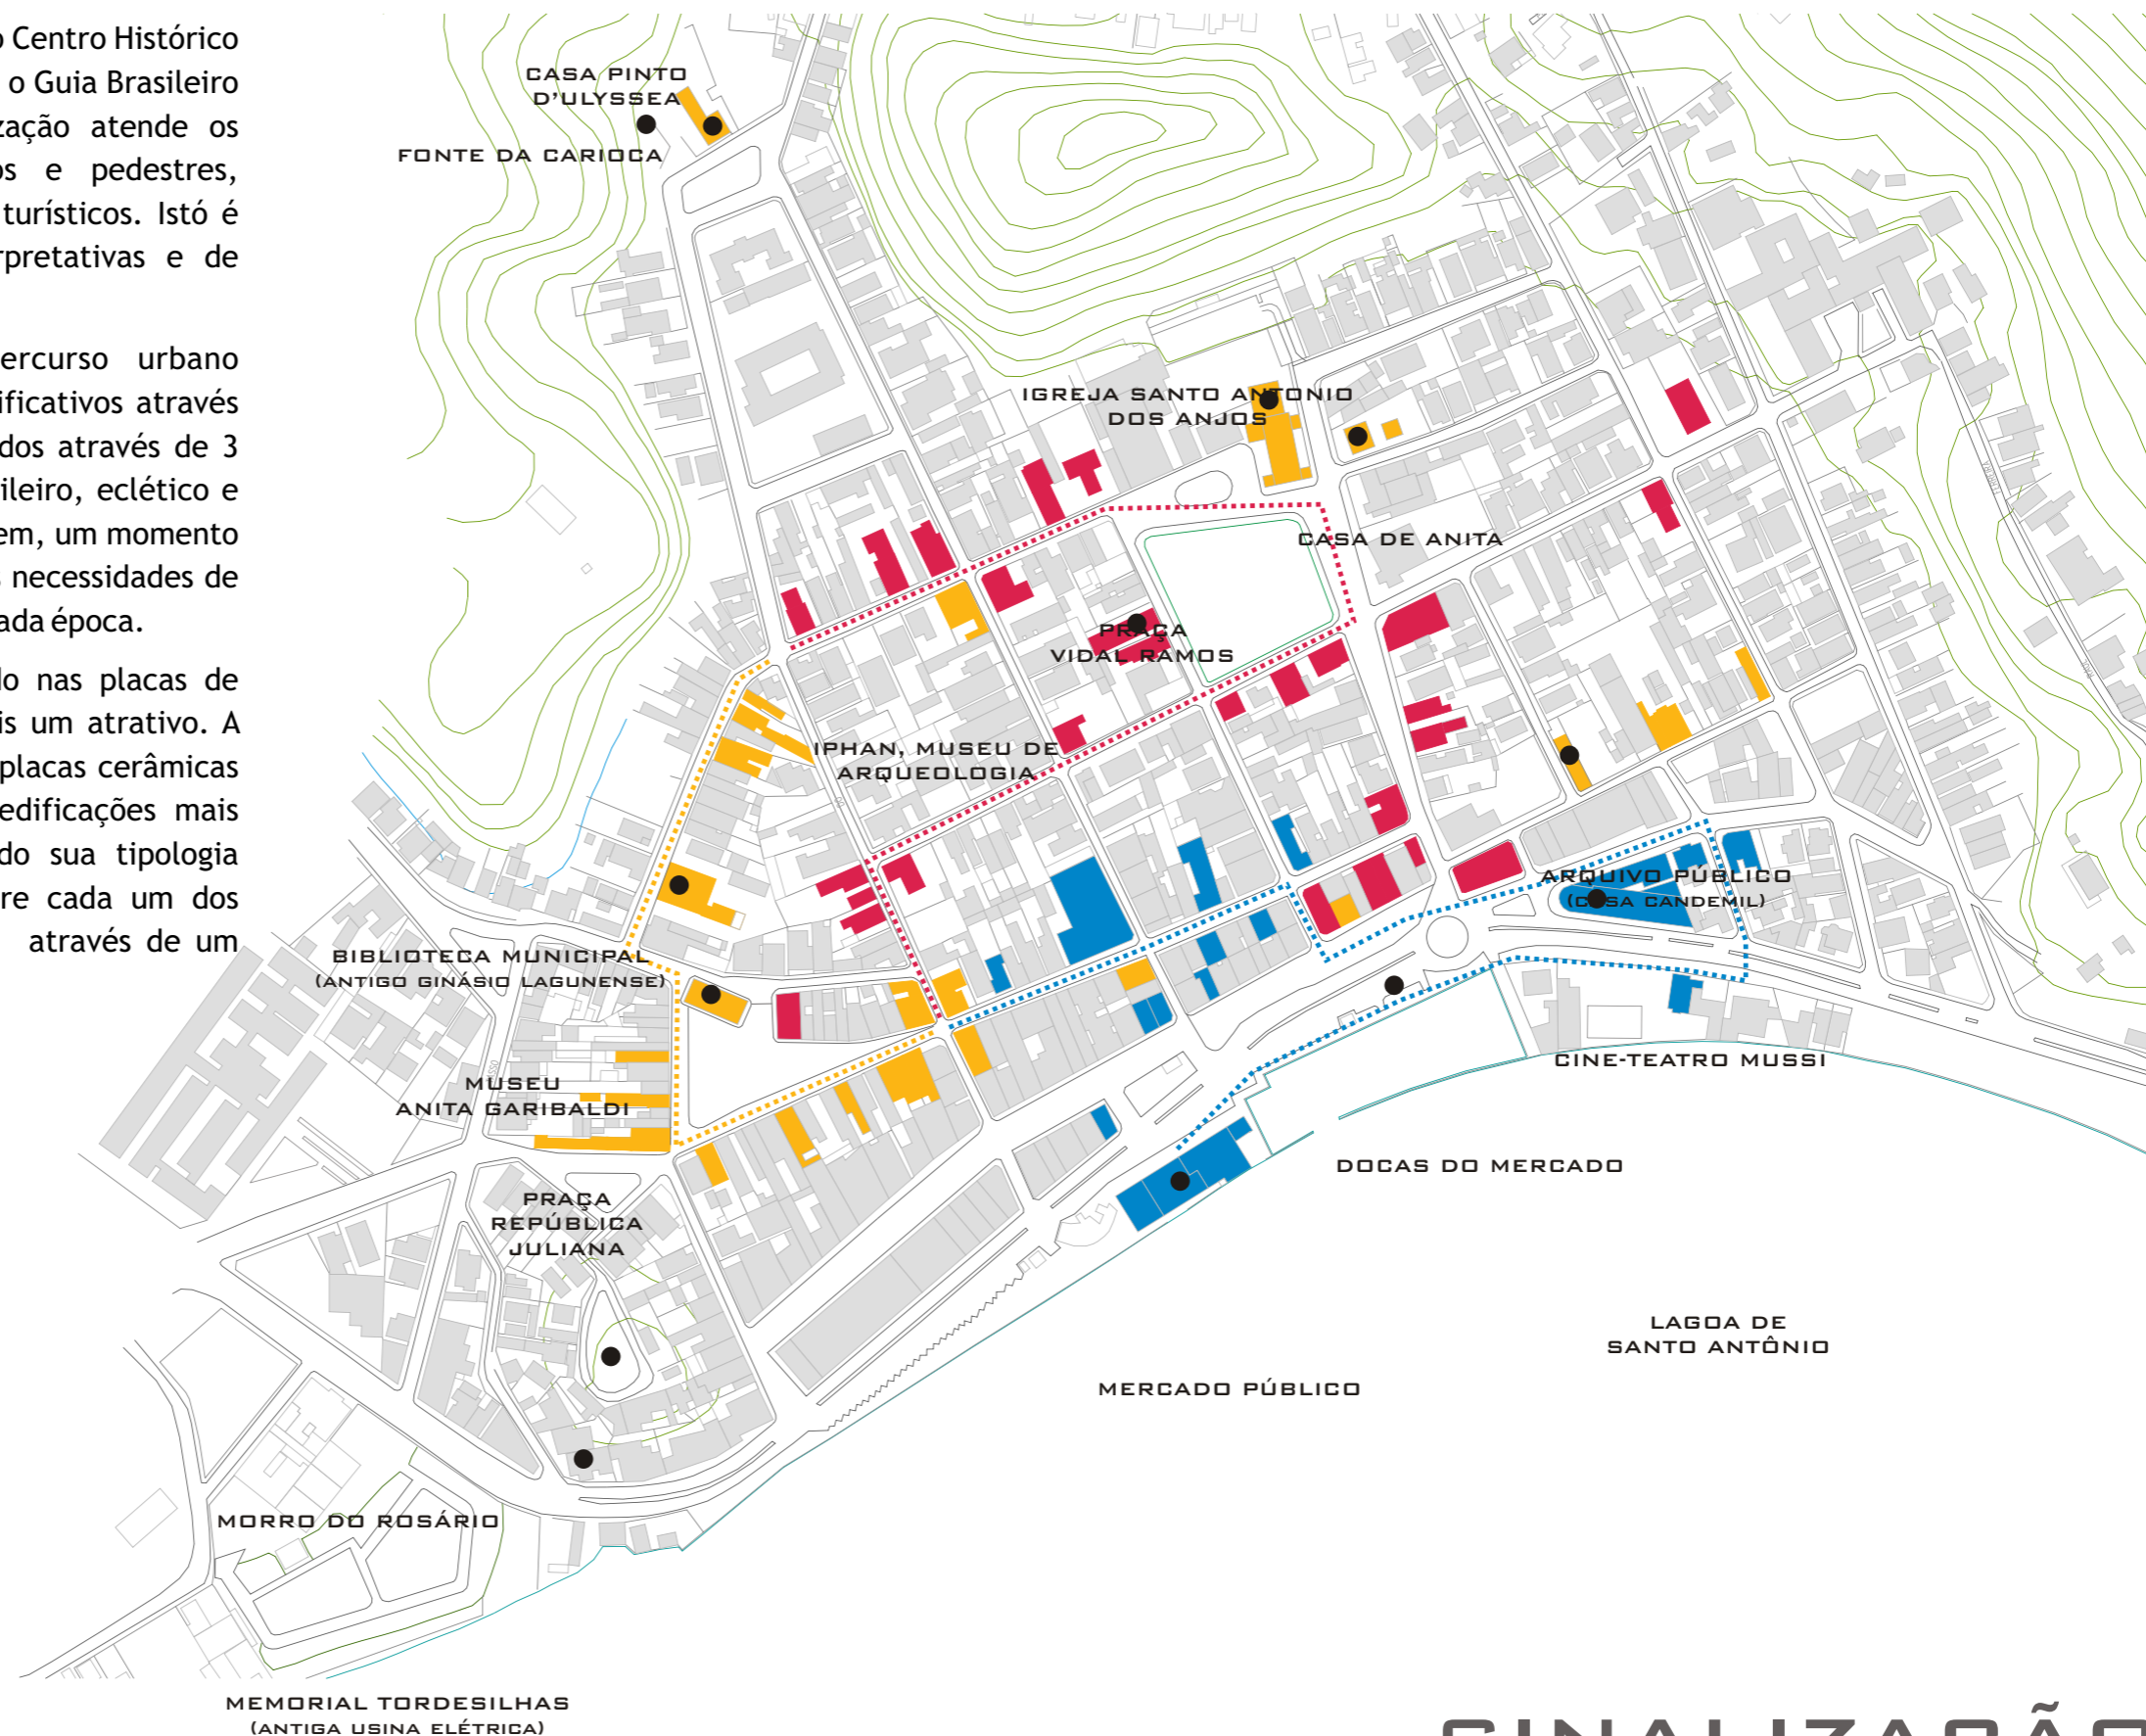 o Centro Histórico
o Guia Brasileiro
zação atende os
os e pedestres,
turísticos. Istó é
rpretativas e de
ercurso urbano
ificativos através
dos através de 3
sileiro, eclético e
em, um momento
s necessidades de
ada época.
do nas placas de
is um atrativo. A
placas cerâmicas
edificações mais
do sua tipologia
re cada um dos
através de um
CASA PINTO
D'ULYSSEA
FONTE DA CARIOCA
IGREJA SANTO ANTONIO
DOS ANJOS
CASA DE ANITA
PRAÇA
VIDAL RAMOS
IPHAN, MUSEU DE
ARQUEOLOGIA
ARQUIVO PÚBLICO
(CASA CANDEMIL)
BIBLIOTECA MUNICIPAL
(ANTIGO GINÁSIO LAGUNENSE)
CINE-TEATRO MUSSI
MUSEU
ANITA GARIBALDI
DOCAS DO MERCADO
PRAÇA
REPÚBLICA
JULIANA
LAGOA DE
SANTO ANTÔNIO
MERCADO PÚBLICO
MORRO DO ROSÁRIO
MEMORIAL TORDESILHAS
(ANTIGA USINA ELÉTRICA)
SINALIZAÇÃO